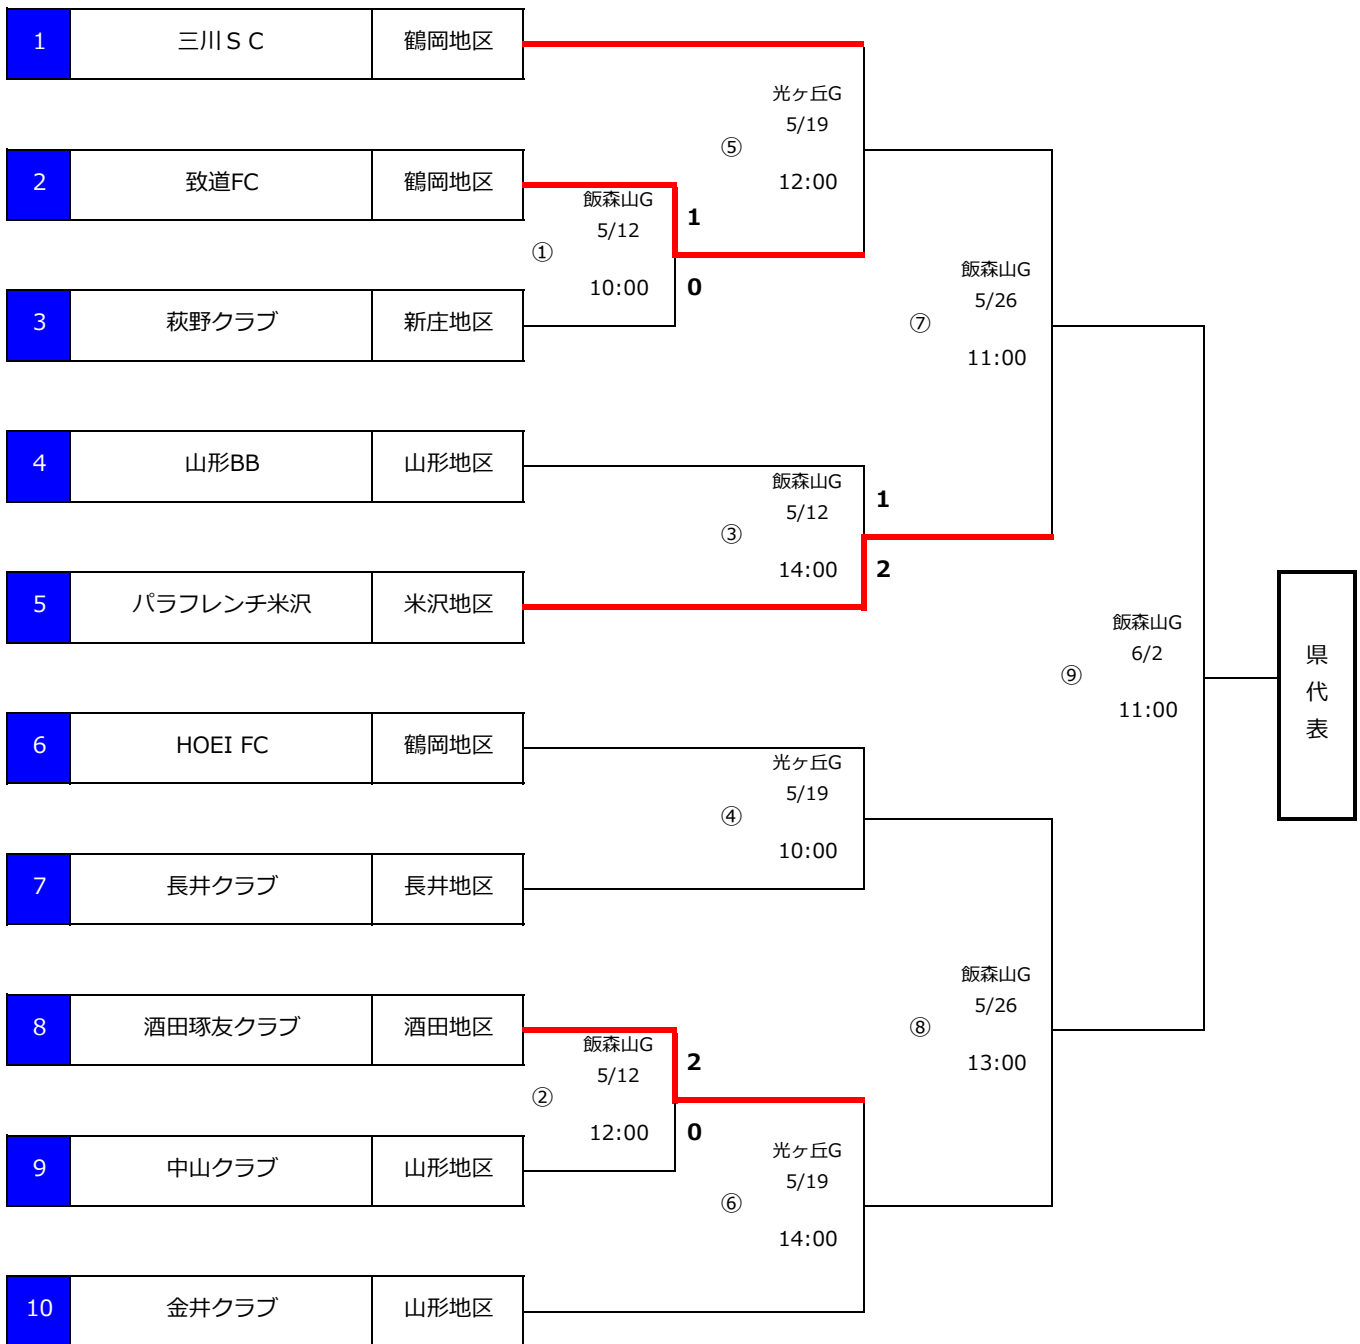 1 三川ＳＣ 鶴岡地区
光ヶ丘G
5/19
⑤
12:00
2 致道FC 鶴岡地区
飯森山G
5/12
1
①
10:00
0
3 萩野クラブ 新庄地区
飯森山G
5/26
⑦
11:00
4 山形BB 山形地区
飯森山G
5/12
1
③
14:00
2
5 パラフレンチ米沢 米沢地区
飯森山G
6/2
⑨
11:00
県
代
表
6 HOEI FC 鶴岡地区
光ヶ丘G
5/19
④
10:00
7 長井クラブ 長井地区
飯森山G
5/26
⑧
13:00
8 酒田琢友クラブ 酒田地区
飯森山G
5/12
2
②
12:00
0
9 中山クラブ 山形地区
光ヶ丘G
5/19
⑥
14:00
10 金井クラブ 山形地区